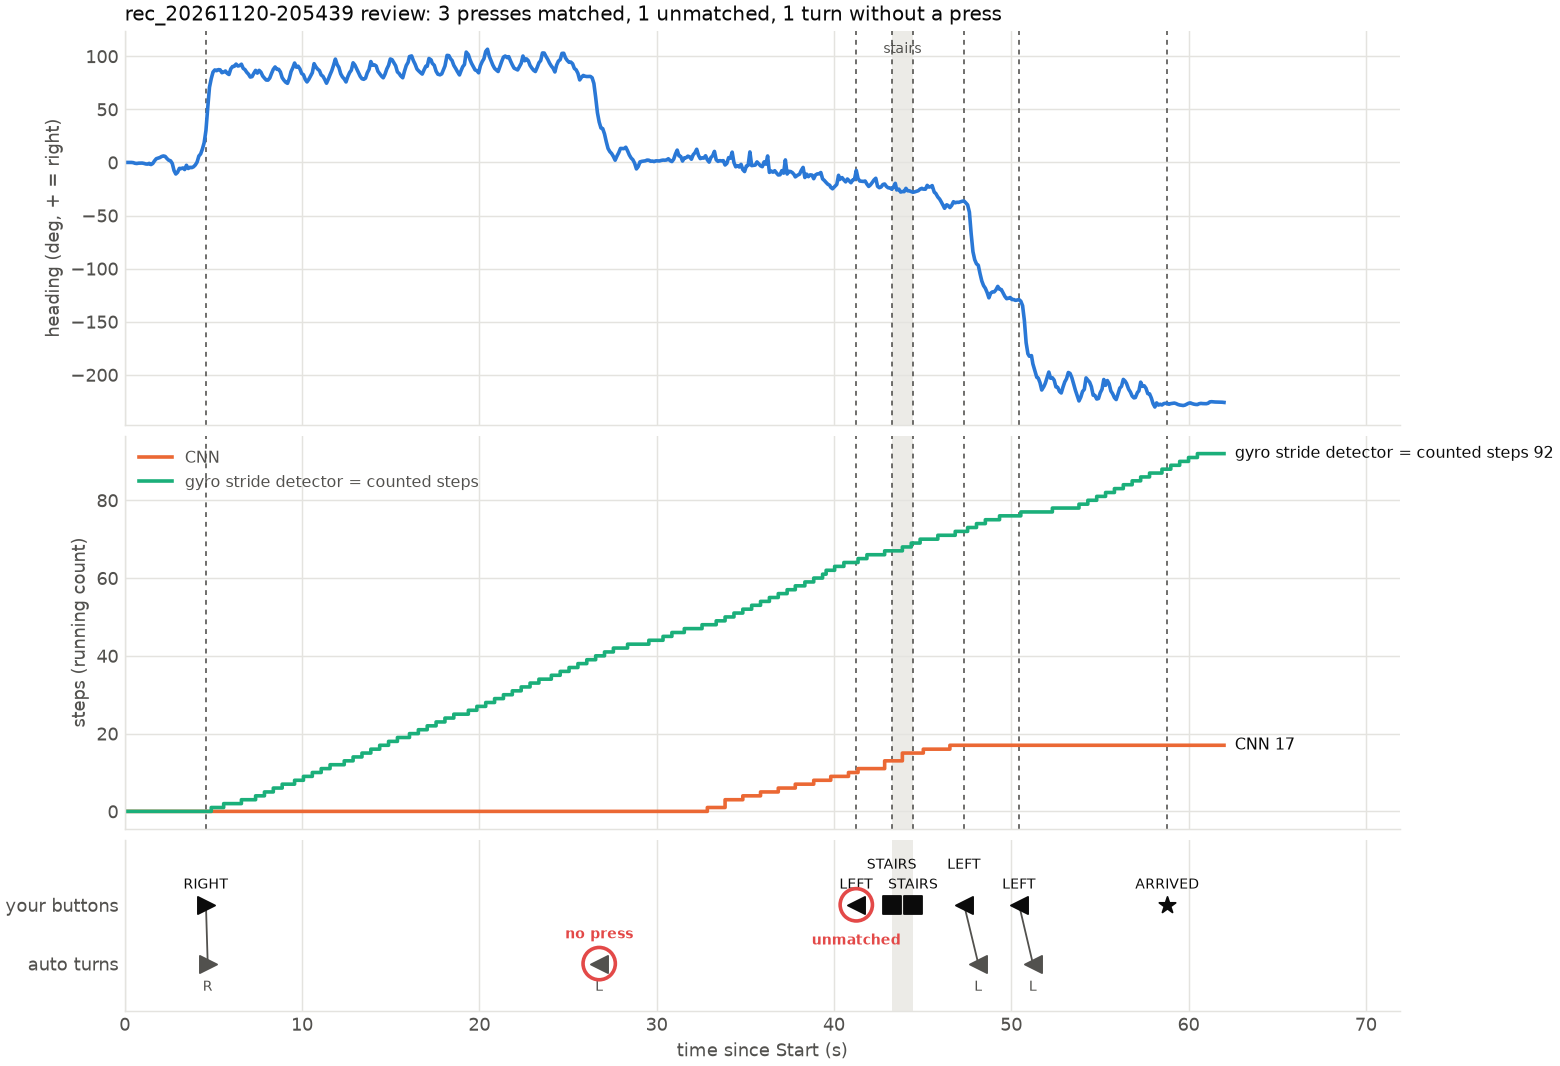 rec_20261120-205439 review: 3 presses matched, 1 unmatched, 1 turn without a press
stairs
heading (deg, + = right)
100
50
0
−50
−100
−150
−200
CNN
gyro stride detector = counted steps
gyro stride detector = counted steps 92
CNN 17
steps (running count)
80
60
40
20
0
STAIRS LEFT
RIGHT LEFT STAIRS LEFT ARRIVED
your buttons
no press unmatched
auto turns
R L L L
0 10 20 30 40 50 60 70
time since Start (s)